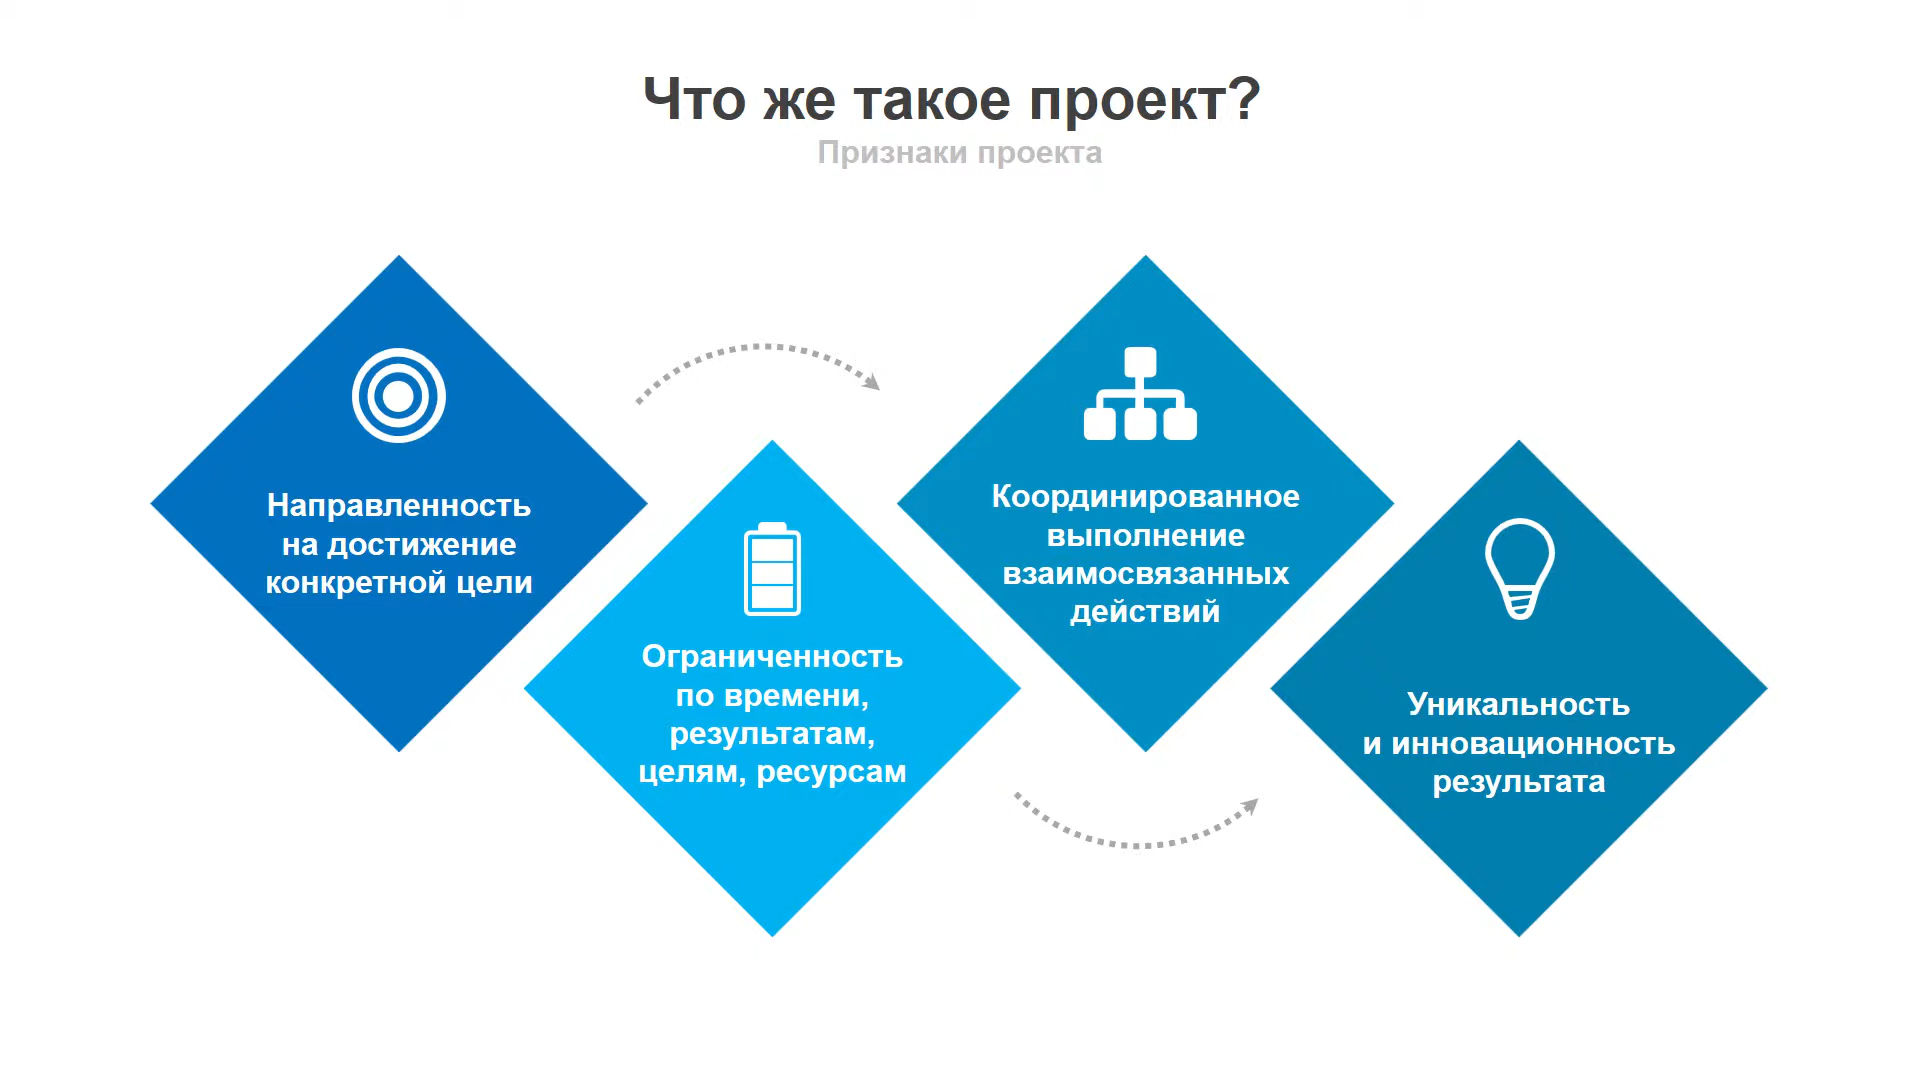 Что же такое проект?
Признаки проекта
Направленность
на достижение
конкретной цели
Ограниченность
по времени,
результатам,
целям, ресурсам
Координированное
выполнение
взаимосвязанных
действий
Уникальность
и инновационность
результата